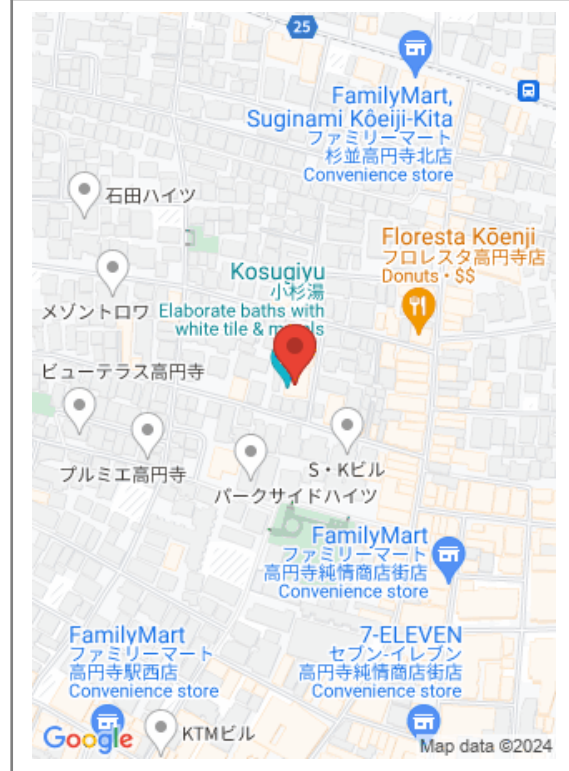 25
FamilyMart,
Suginami Kôeiji-Kita
ファミリーマート
杉並高円寺北店
Convenience store
石田ハイツ
Floresta Kōenji
フロレスタ高円寺店
Donuts • $$
Kosugiyu
小杉湯
Elaborate baths with
white tile &
メゾントロワ
ビューテラス高円寺
プルミエ高円寺
S・Kビル
パークサイドハイツ
FamilyMart
ファミリーマート
高円寺純情商店街店
Convenience store
FamilyMart
ファミリーマート
高円寺駅西店
Convenience store
7-ELEVEN
セブン-イレブン
高円寺純情商店街店
Convenience store
KTMビル
Google
Map data ©2024